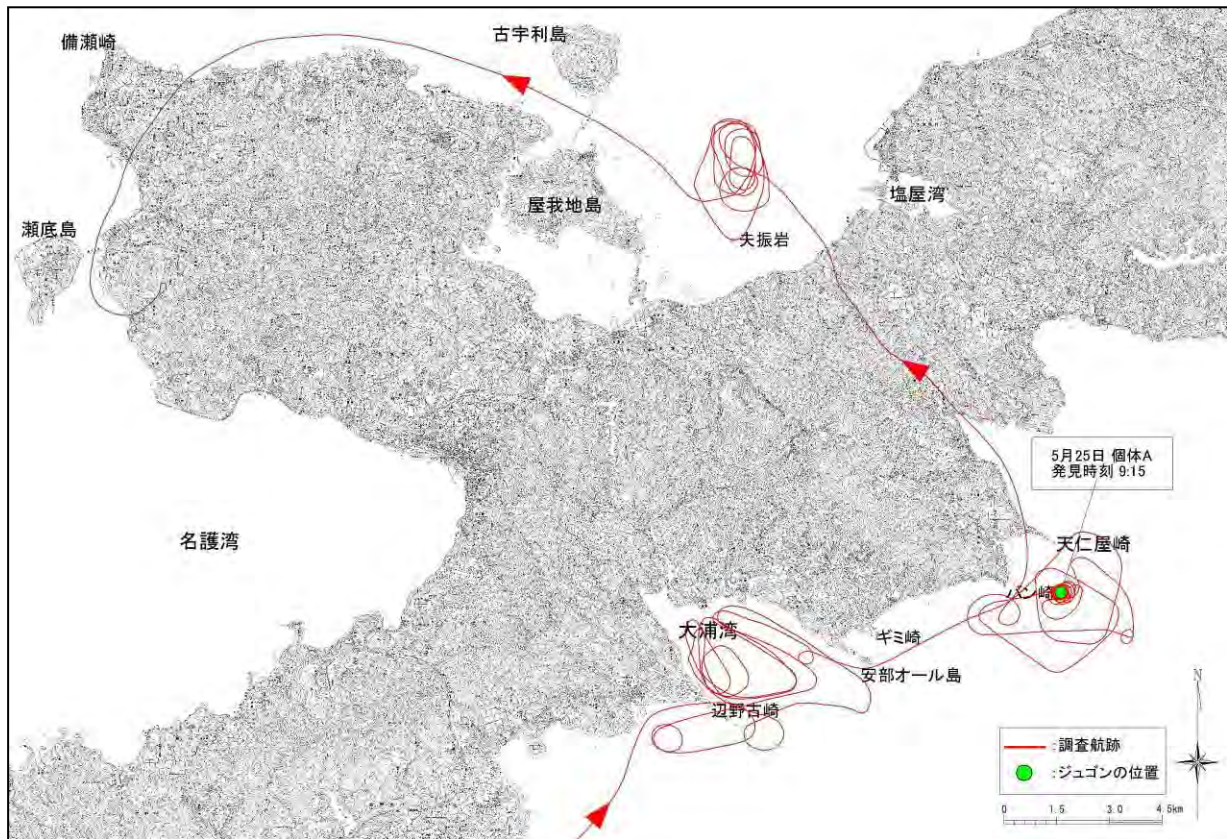 備瀬崎
古宇利島
瀬底島
屋我地島
塩屋湾
夫振岩
5月25日 個体A
発見時刻 9:15
名護湾
天仁屋崎
バン崎
大浦湾
ギミ崎
安部オール島
辺野古崎
N
:調査航跡
:ジュゴンの位置
0 1.5 3.0 4.5km